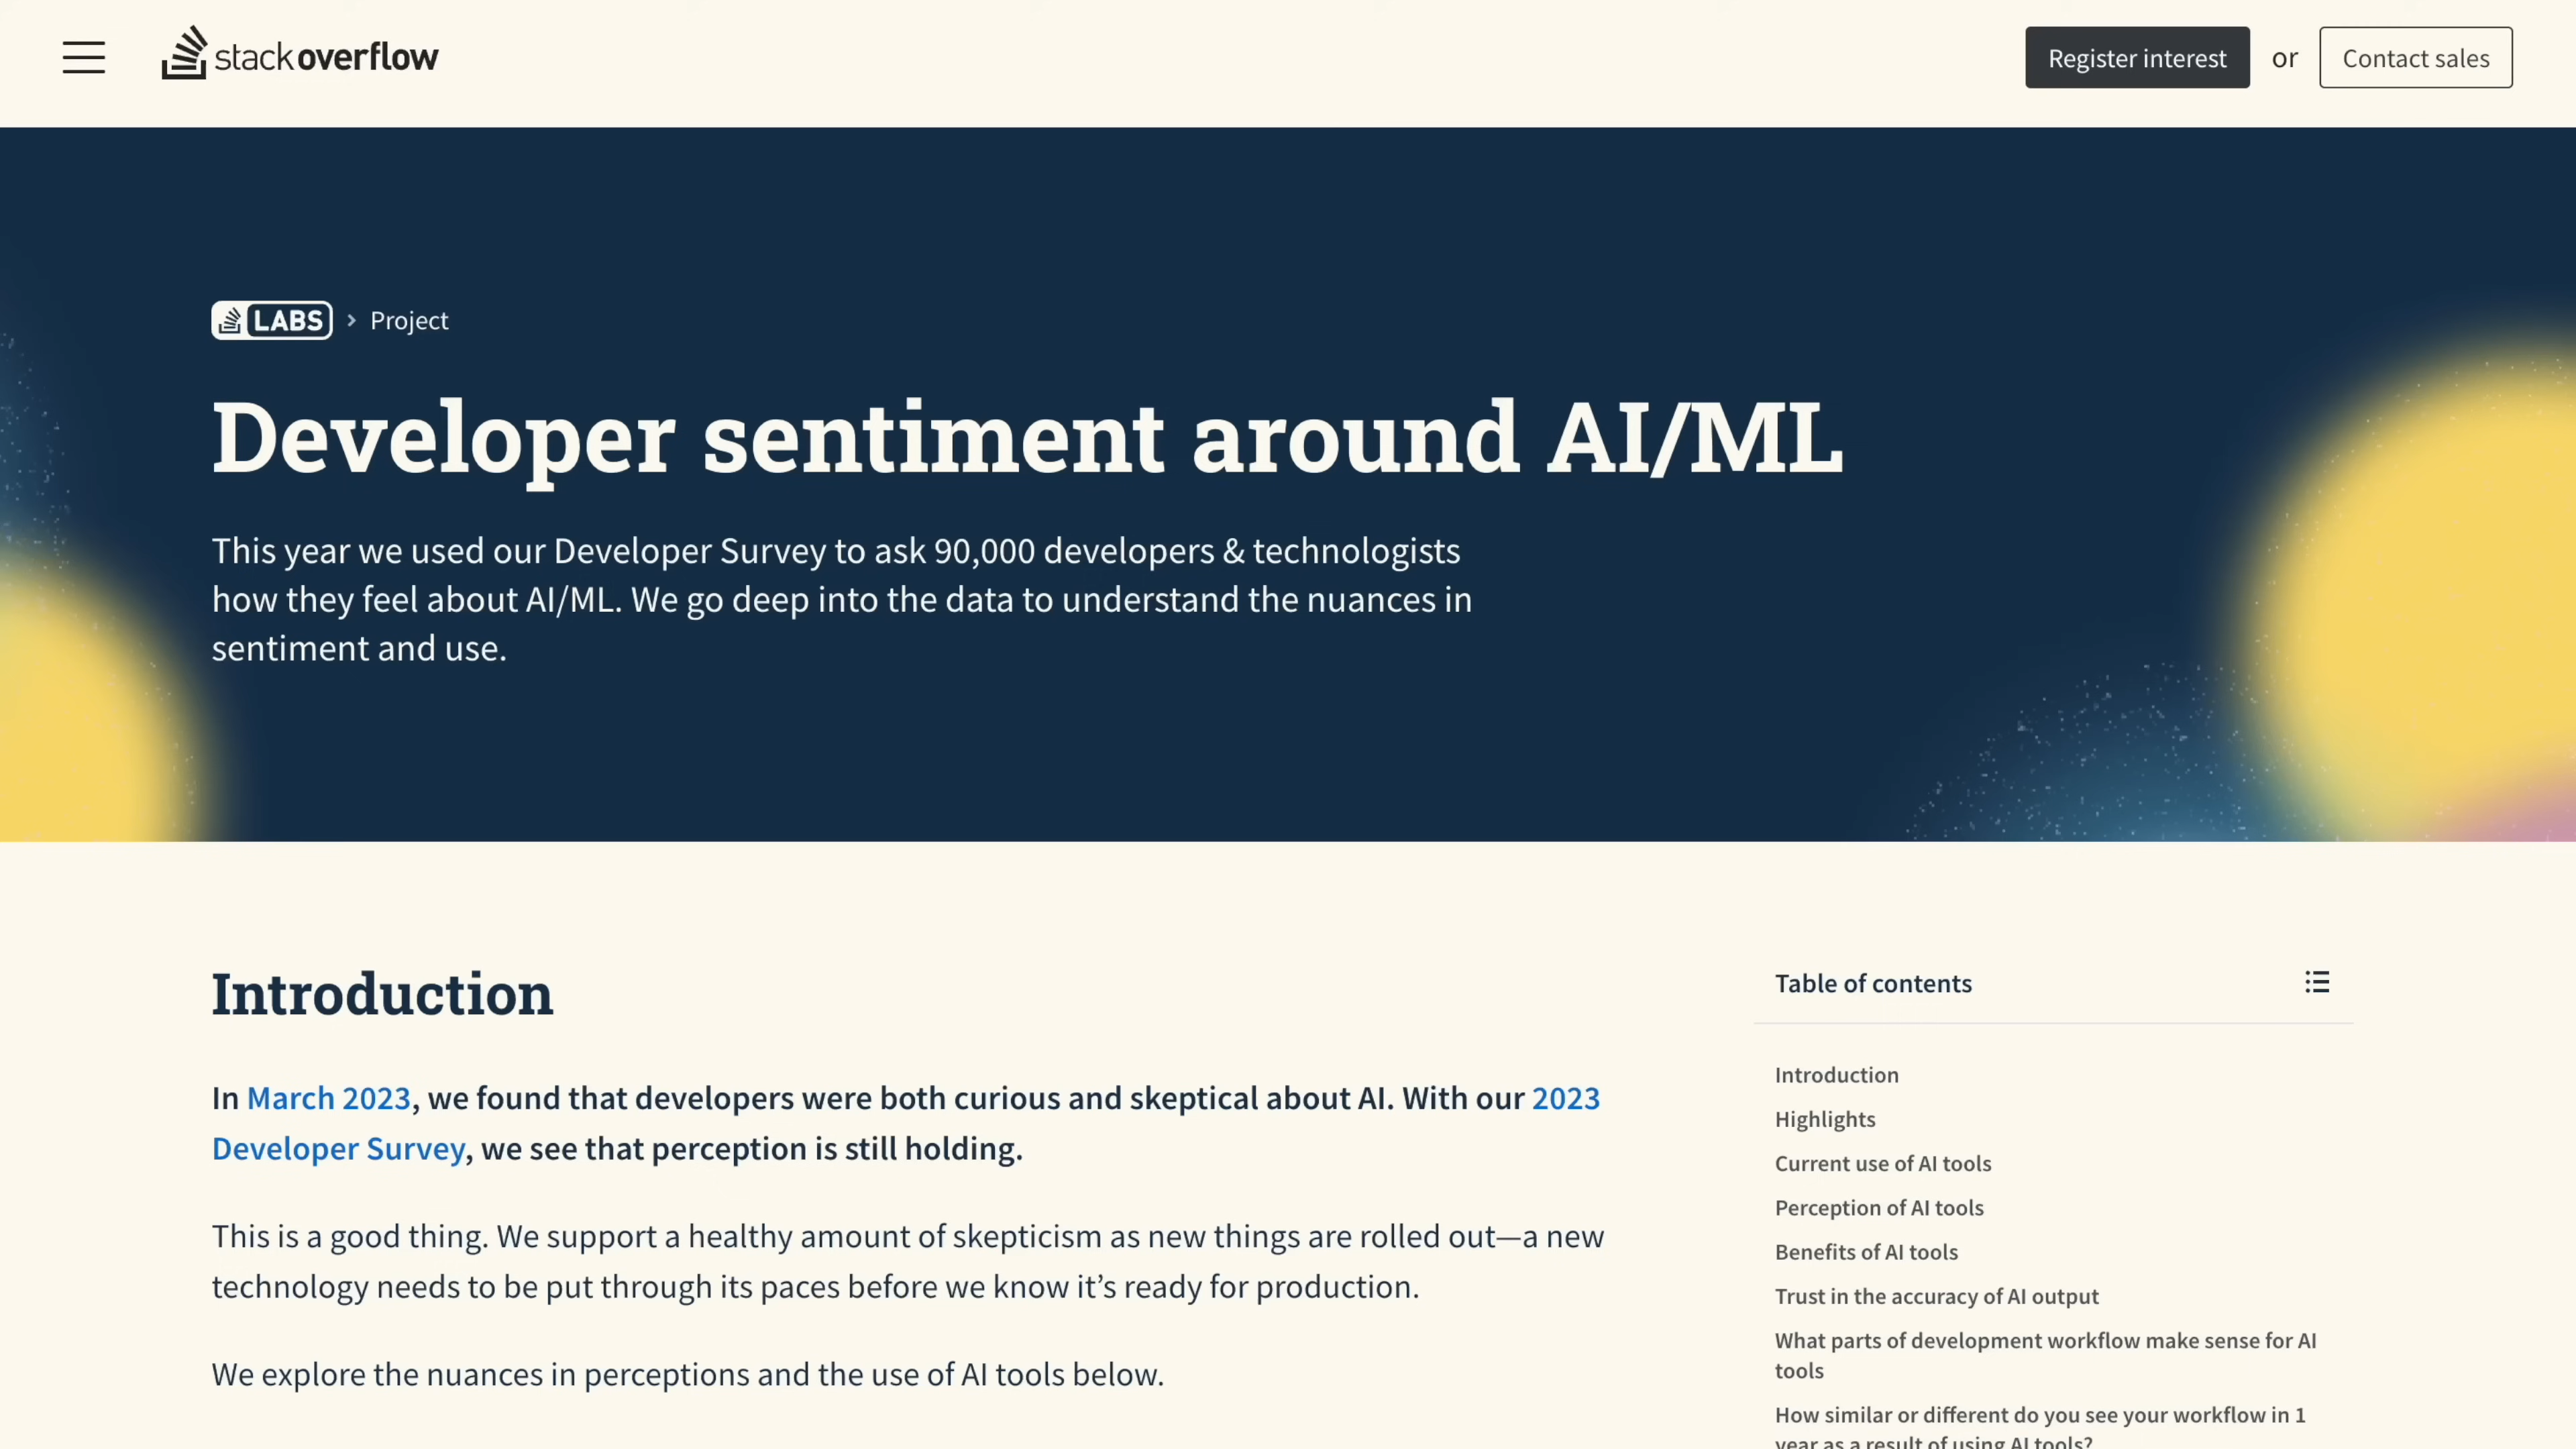 stackoverflow
Register interest
or
Contact sales
LABS
Project
Developer sentiment around AI/ML
This year we used our Developer Survey to ask 90,000 developers & technologists
how they feel about AI/ML. We go deep into the data to understand the nuances in
sentiment and use.
Introduction
In March 2023, we found that developers were both curious and skeptical about AI. With our 2023
Developer Survey, we see that perception is still holding.
This is a good thing. We support a healthy amount of skepticism as new things are rolled out—a new
technology needs to be put through its paces before we know it’s ready for production.
We explore the nuances in perceptions and the use of AI tools below.
Table of contents
Introduction
Highlights
Current use of AI tools
Perception of AI tools
Benefits of AI tools
Trust in the accuracy of AI output
What parts of development workflow make sense for AI
tools
How similar or different do you see your workflow in 1
year as a result of using AI tools?